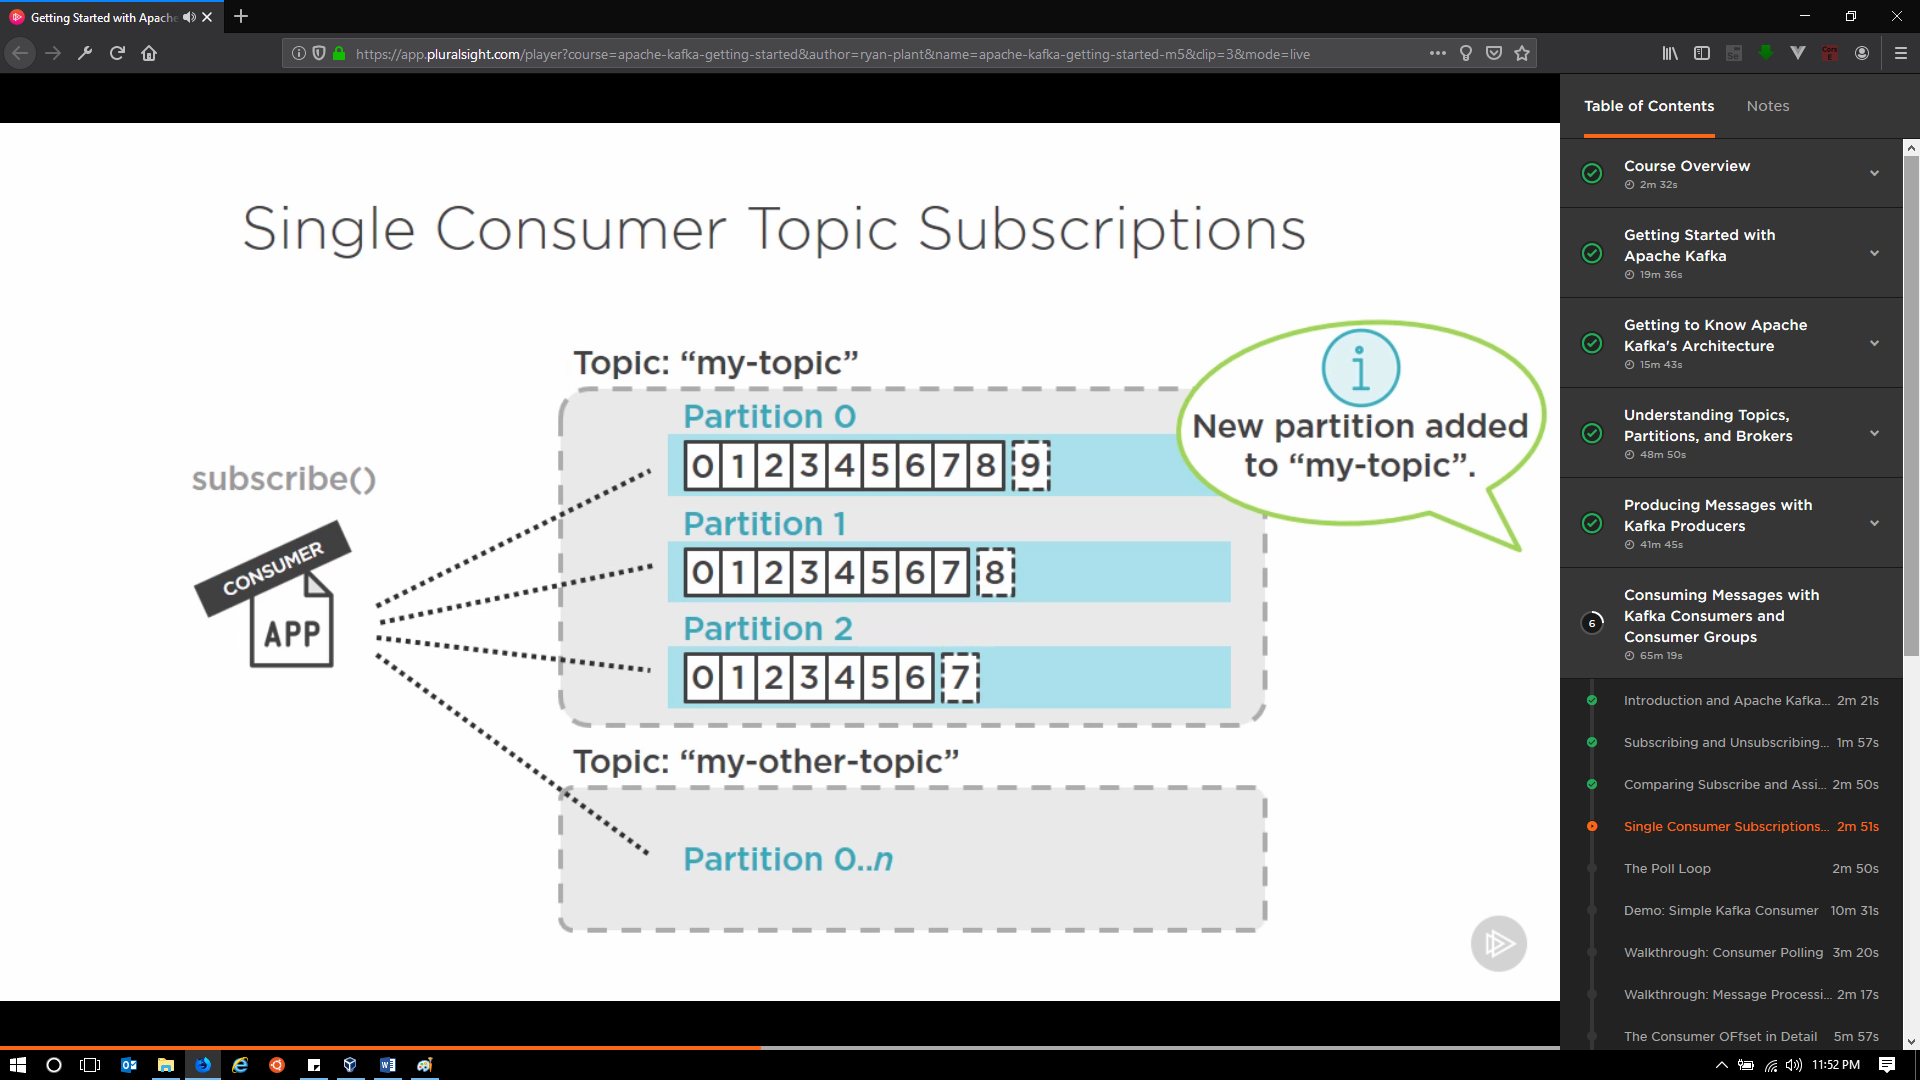 Getting Started with Apache
https://app.pluralsight.com/player?course=apache-kafka-getting-started&author=ryan-plant&name=apache-kafka-getting-started-m5&clip=3&mode=live
Single Consumer Topic Subscriptions
subscribe()
CONSUMER
APP
Topic: “my-topic”
Partition 0
0 1 2 3 4 5 6 7 8 9
Partition 1
0 1 2 3 4 5 6 7 8
Partition 2
0 1 2 3 4 5 6 7
i
New partition added
to “my-topic”.
Topic: “my-other-topic”
Partition 0..n
Table of Contents
Notes
Course Overview
2m 32s
Getting Started with
Apache Kafka
19m 36s
Getting to Know Apache
Kafka's Architecture
15m 43s
Understanding Topics,
Partitions, and Brokers
48m 50s
Producing Messages with
Kafka Producers
41m 45s
6
Consuming Messages with
Kafka Consumers and
Consumer Groups
65m 19s
Introduction and Apache Kafka... 2m 21s
Subscribing and Unsubscribing... 1m 57s
Comparing Subscribe and Assi... 2m 50s
Single Consumer Subscriptions... 2m 51s
The Poll Loop 2m 50s
Demo: Simple Kafka Consumer 10m 31s
Walkthrough: Consumer Polling 3m 20s
Walkthrough: Message Processi... 2m 17s
The Consumer OFfset in Detail 5m 57s
11:52 PM